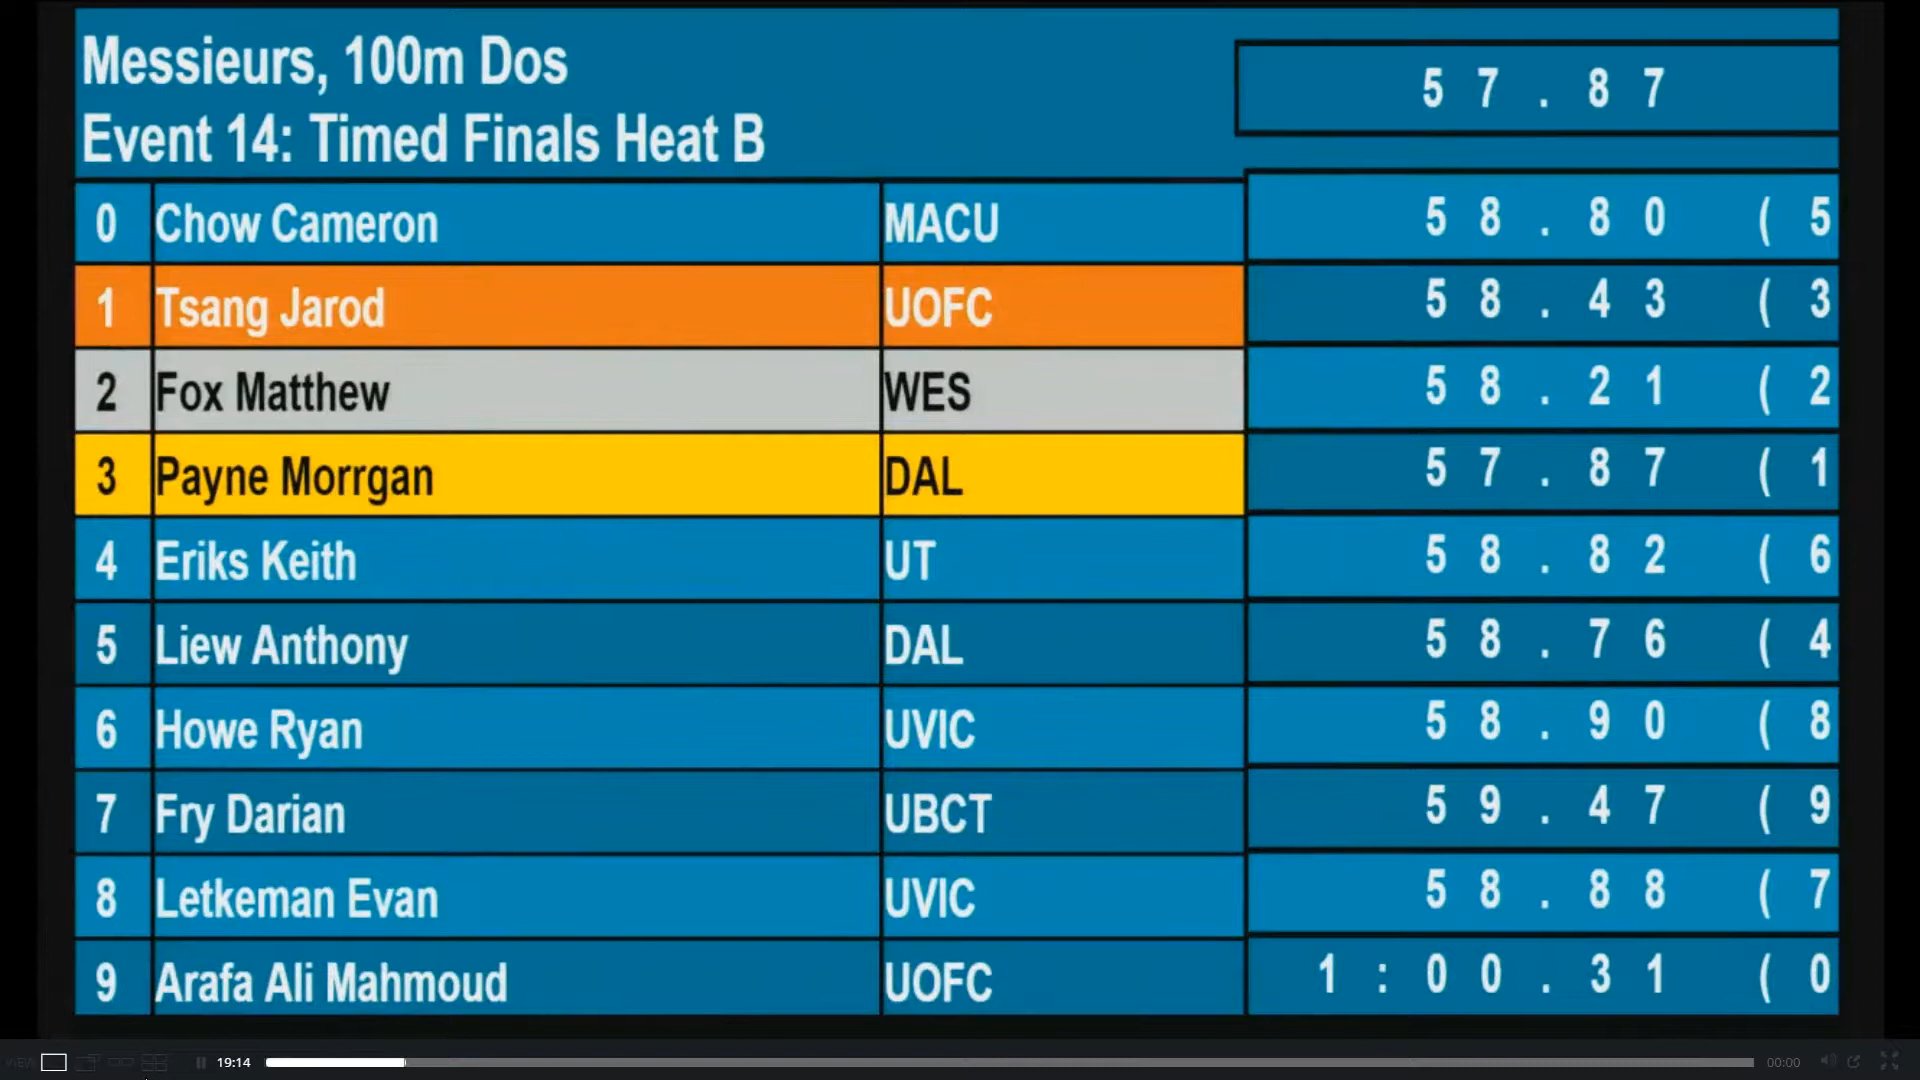 Messieurs, 100m Dos
57.87
Event 14: Timed Finals Heat B
0 Chow Cameron MACU 58.80 (5
1 Tsang Jarod UOFC 58.43 (3
2 Fox Matthew WES 58.21 (2
3 Payne Morrgan DAL 57.87 (1
4 Eriks Keith UT 58.82 (6
5 Liew Anthony DAL 58.76 (4
6 Howe Ryan UVIC 58.90 (8
7 Fry Darian UBCT 59.47 (9
8 Letkeman Evan UVIC 58.88 (7
9 Arafa Ali Mahmoud UOFC 1:00.31 (0
VIEW 19:14 00:00